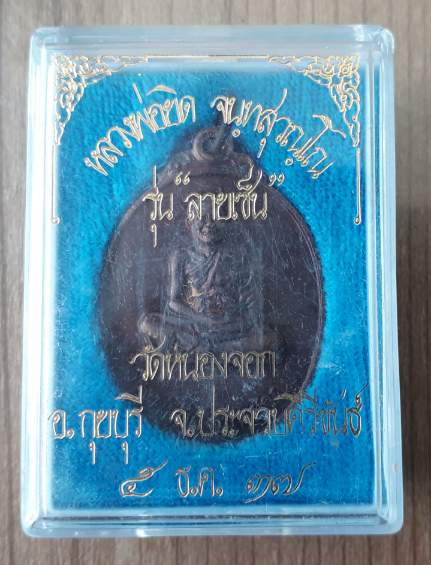 หลวงพ่อยิด จนฺทสุวณฺโณ
รุ่น “ลายเซ็น”
วัดหนองจอก
อ.กุยบุรี จ.ประจวบคีรีขันธ์
๕ ธ.ค. ๓๗